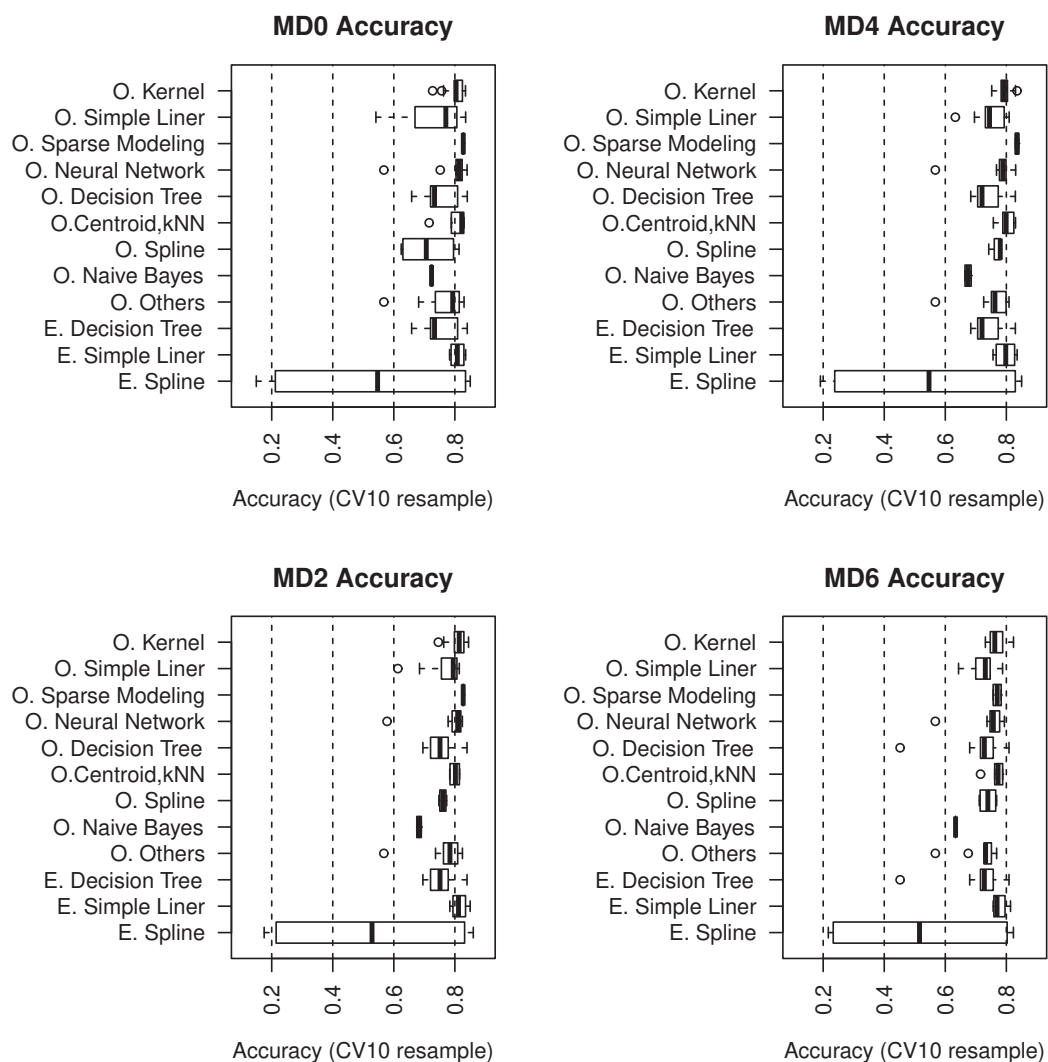 MD0 Accuracy
O. Kernel
O. Simple Liner
O. Sparse Modeling
O. Neural Network
O. Decision Tree
O.Centroid,kNN
O. Spline
O. Naive Bayes
O. Others
E. Decision Tree
E. Simple Liner
E. Spline
0.2
0.4
0.6
0.8
Accuracy (CV10 resample)
MD4 Accuracy
O. Kernel
O. Simple Liner
O. Sparse Modeling
O. Neural Network
O. Decision Tree
O.Centroid,kNN
O. Spline
O. Naive Bayes
O. Others
E. Decision Tree
E. Simple Liner
E. Spline
0.2
0.4
0.6
0.8
Accuracy (CV10 resample)
MD2 Accuracy
O. Kernel
O. Simple Liner
O. Sparse Modeling
O. Neural Network
O. Decision Tree
O.Centroid,kNN
O. Spline
O. Naive Bayes
O. Others
E. Decision Tree
E. Simple Liner
E. Spline
0.2
0.4
0.6
0.8
Accuracy (CV10 resample)
MD6 Accuracy
O. Kernel
O. Simple Liner
O. Sparse Modeling
O. Neural Network
O. Decision Tree
O.Centroid,kNN
O. Spline
O. Naive Bayes
O. Others
E. Decision Tree
E. Simple Liner
E. Spline
0.2
0.4
0.6
0.8
Accuracy (CV10 resample)